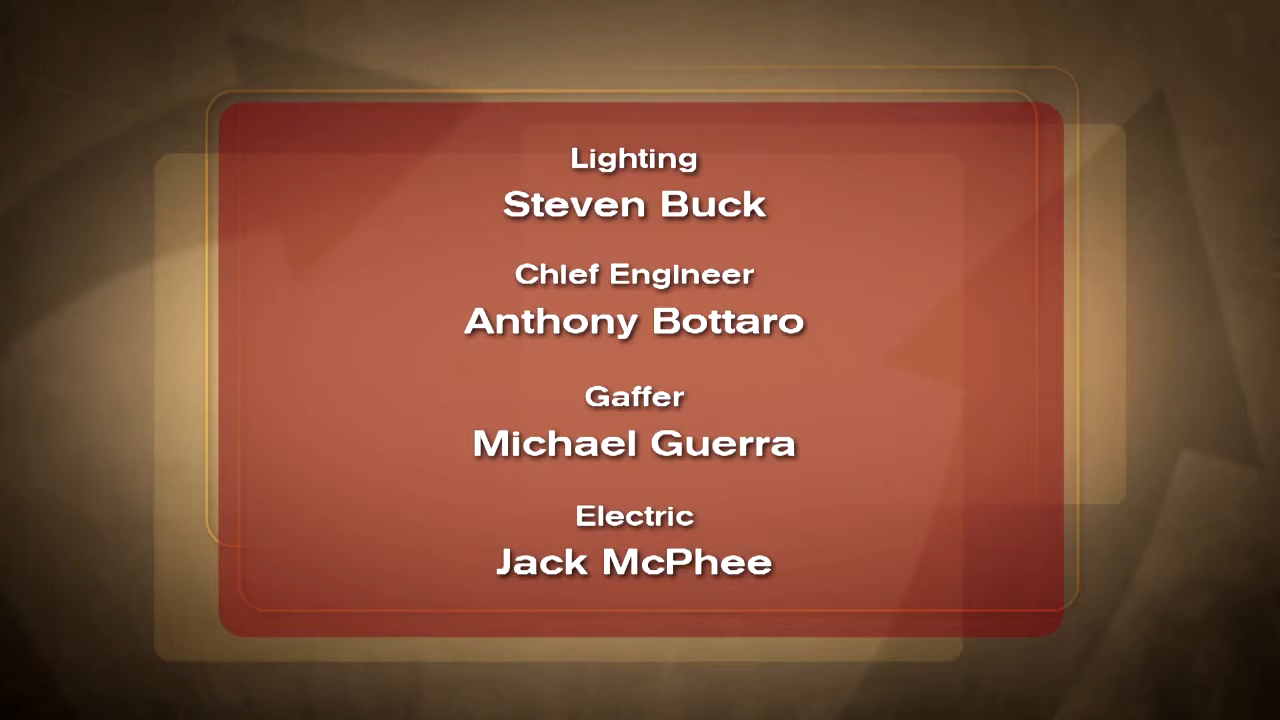 Lighting
Steven Buck
Chief Engineer
Anthony Bottaro
Gaffer
Michael Guerra
Electric
Jack McPhee